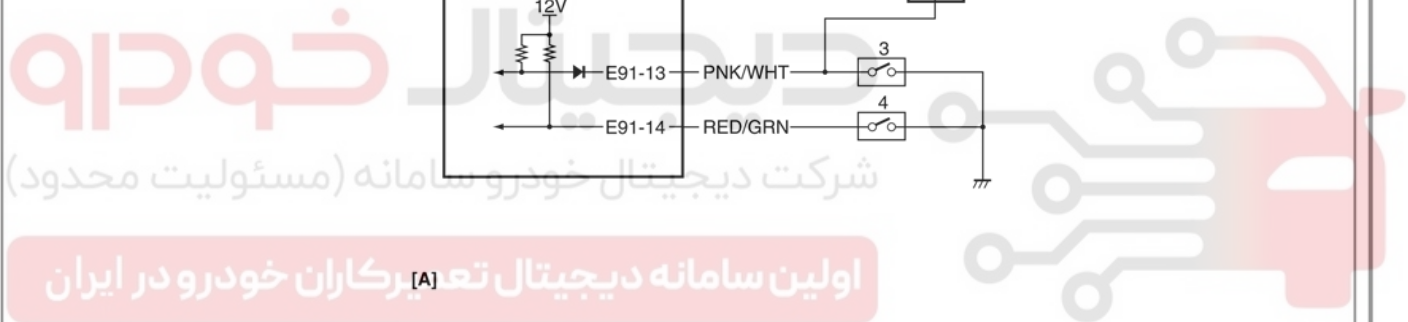 12V
3
E91-13 PNK/WHT
4
E91-14 RED/GRN
دیجیتال خودرو
شرکت دیجیتال خودرو سامانه (مسئولیت محدود)
اولین سامانه دیجیتال تعمیرکاران خودرو در ایران
[A]